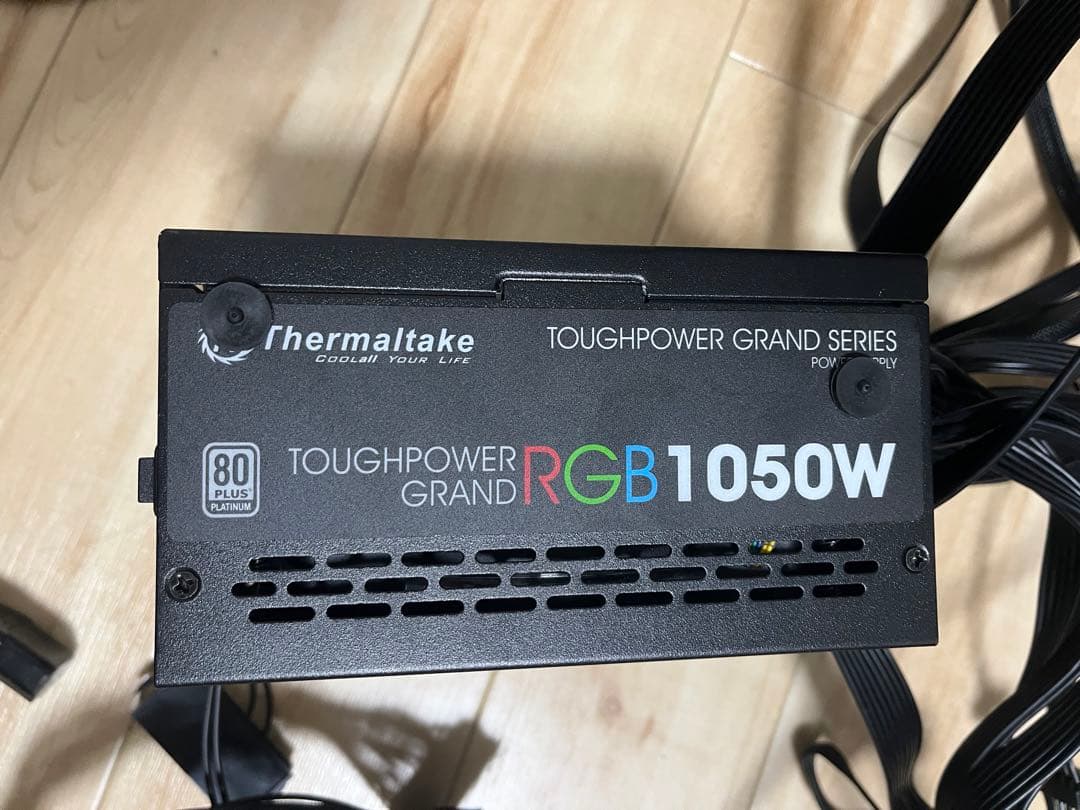 Thermaltake
COOLall YOUR LIFE
TOUGHPOWER GRAND SERIES
80
PLUS
PLATINUM
TOUGHPOWER
GRAND
RGB 1050W